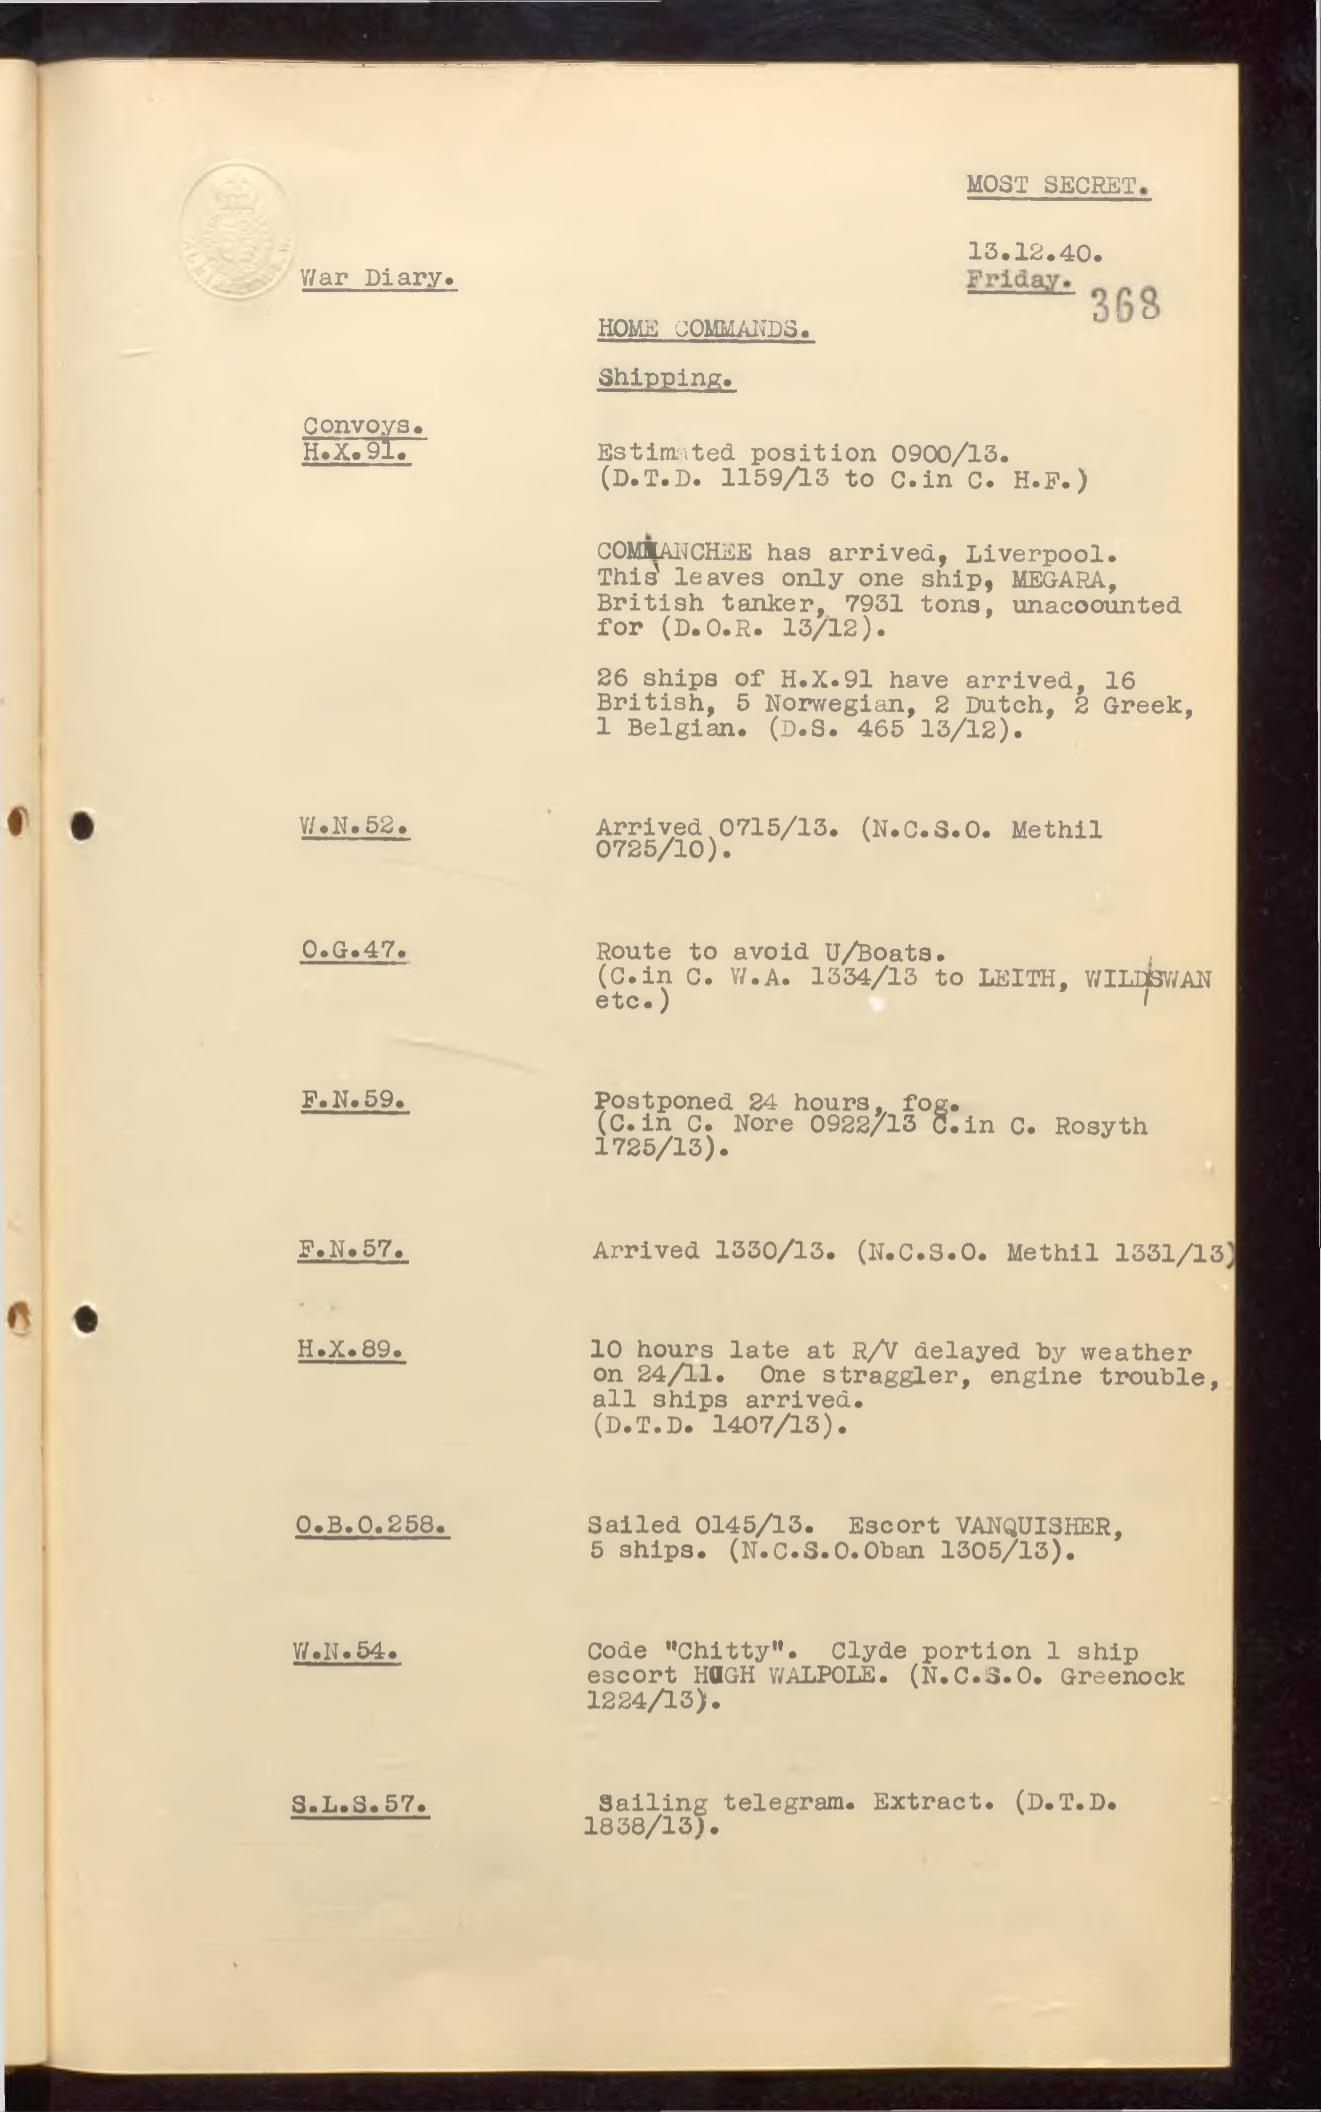 MOST SECRET.
13.12.40.
War Diary.
Friday.
368
HOME COMMANDS.
Shipping.
Convoys.
H.X.91.
Estimated position 0900/13.
(D.T.D. 1159/13 to C.in C. H.F.)
COMMANCHEE has arrived, Liverpool.
This leaves only one ship, MEGARA,
British tanker, 7931 tons, unacoounted
for (D.O.R. 13/12).
26 ships of H.X.91 have arrived, 16
British, 5 Norwegian, 2 Dutch, 2 Greek,
1 Belgian. (D.S. 465 13/12).
W.N.52.
Arrived 0715/13. (N.C.S.O. Methil
0725/10).
O.G.47.
Route to avoid U/Boats.
(C.in C. W.A. 1334/13 to LEITH, WILD/SWAN
etc.)
F.N.59.
Postponed 24 hours, fog.
(C.in C. Nore 0922/13 C.in C. Rosyth
1725/13).
F.N.57.
Arrived 1330/13. (N.C.S.O. Methil 1331/13)
H.X.89.
10 hours late at R/V delayed by weather
on 24/11. One straggler, engine trouble,
all ships arrived.
(D.T.D. 1407/13).
O.B.O.258.
Sailed 0145/13. Escort VANQUISHER,
5 ships. (N.C.S.O.Oban 1305/13).
W.N.54.
Code "Chitty". Clyde portion 1 ship
escort HUGH WALPOLE. (N.C.S.O. Greenock
1224/13).
S.L.S.57.
Sailing telegram. Extract. (D.T.D.
1838/13).